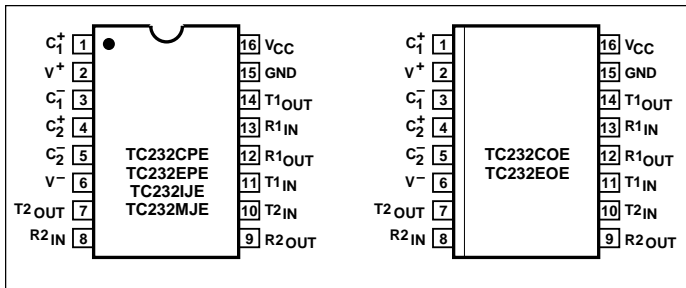 C1+ 1 16 VCC
V+ 2 15 GND
C1− 3 14 T1OUT
C2+ 4 13 R1IN
C2− 5 12 R1OUT
V− 6 11 T1IN
T2OUT 7 10 T2IN
R2IN 8 9 R2OUT
TC232CPE
TC232EPE
TC232IJE
TC232MJE
C1+ 1 16 VCC
V+ 2 15 GND
C1− 3 14 T1OUT
C2+ 4 13 R1IN
C2− 5 12 R1OUT
V− 6 11 T1IN
T2OUT 7 10 T2IN
R2IN 8 9 R2OUT
TC232COE
TC232EOE